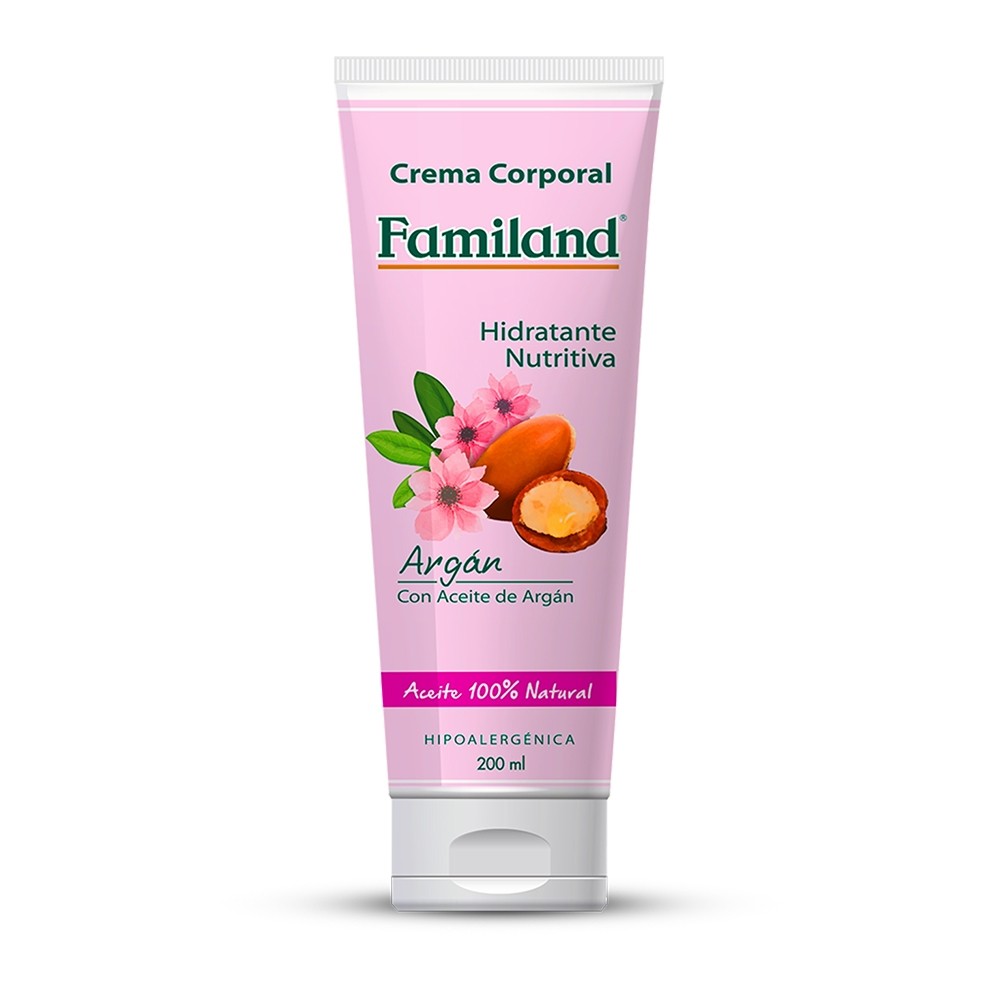 Crema Corporal
Familand®
Hidratante
Nutritiva
Argán
Con Aceite de Argán
Aceite 100% Natural
HIPOALERGÉNICA
200 ml